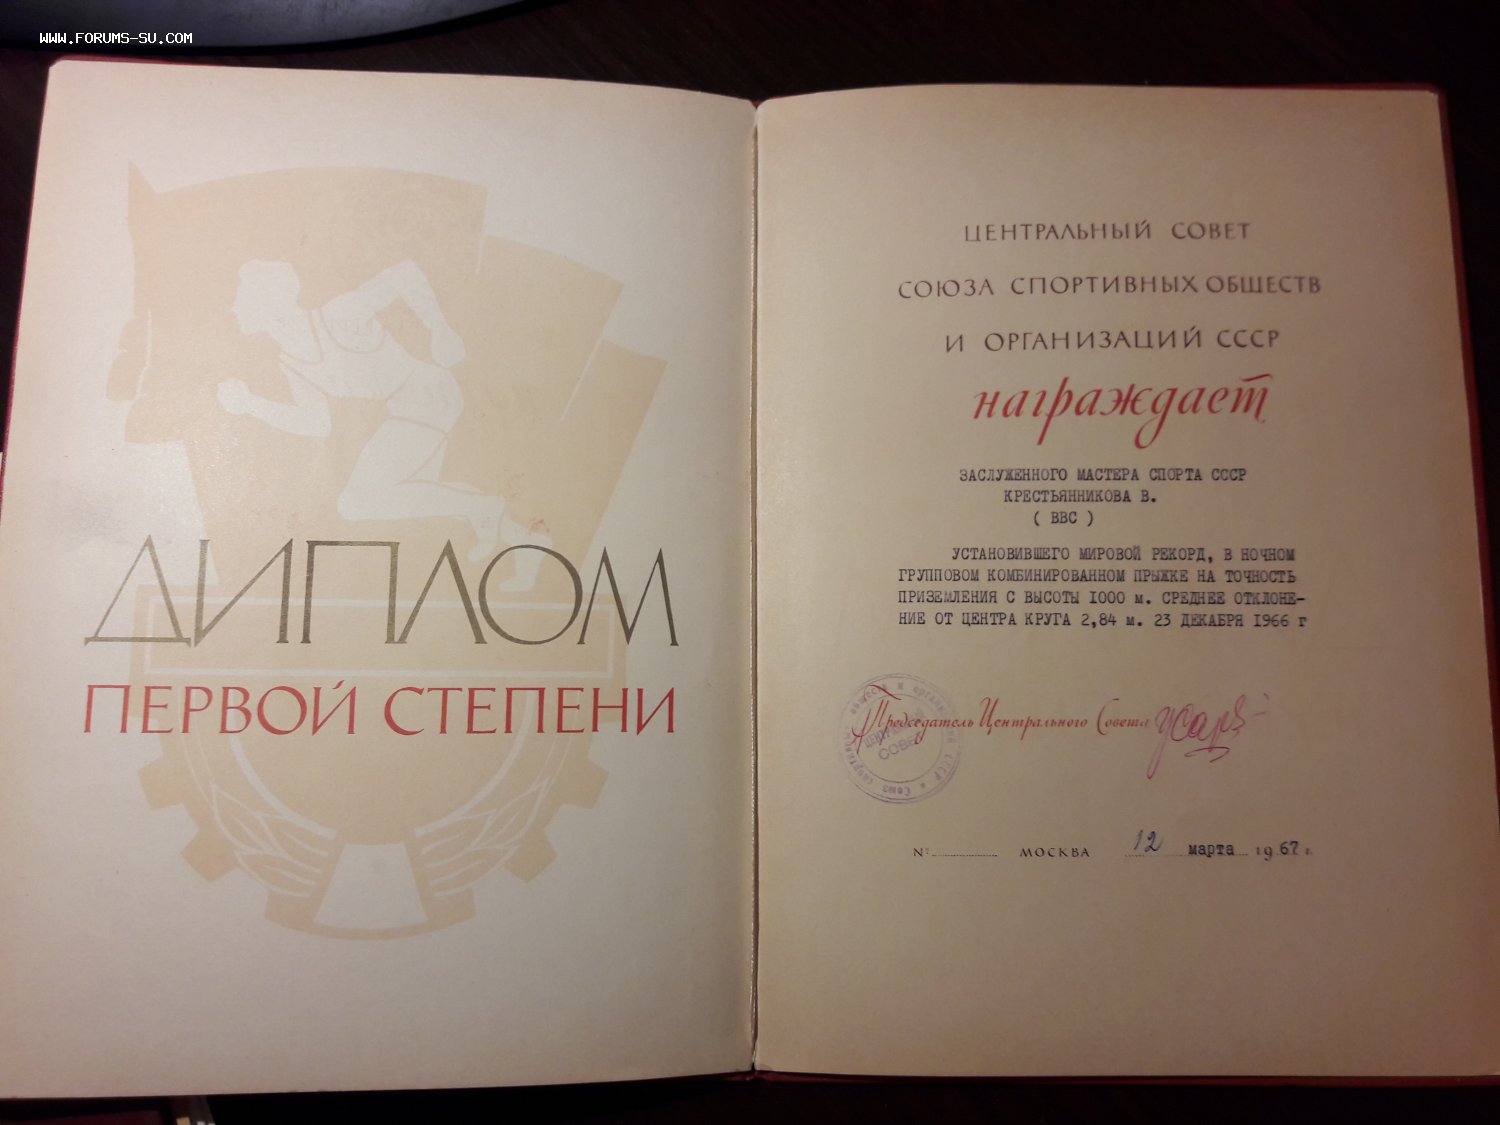 WWW.FORUMS-SU.COM
ДИПЛОМ
ПЕРВОЙ СТЕПЕНИ
ЦЕНТРАЛЬНЫЙ СОВЕТ
СОЮЗА СПОРТИВНЫХ ОБЩЕСТВ
И ОРГАНИЗАЦИЙ СССР
награждает
ЗАСЛУЖЕННОГО МАСТЕРА СПОРТА СССР
КРЕСТЬЯННИКОВА В.
( ВВС )
УСТАНОВИВШЕГО МИРОВОЙ РЕКОРД, В НОЧНОМ
ГРУППОВОМ КОМБИНИРОВАННОМ ПРЫЖКЕ НА ТОЧНОСТЬ
ПРИЗЕМЛЕНИЯ С ВЫСОТЫ 1000 м. СРЕДНЕЕ ОТКЛОНЕ-
НИЕ ОТ ЦЕНТРА КРУГА 2,84 м. 23 ДЕКАБРЯ 1966 г
Председатель Центрального Совета
СОВЕТ
№ МОСКВА 12 марта 1967 г.